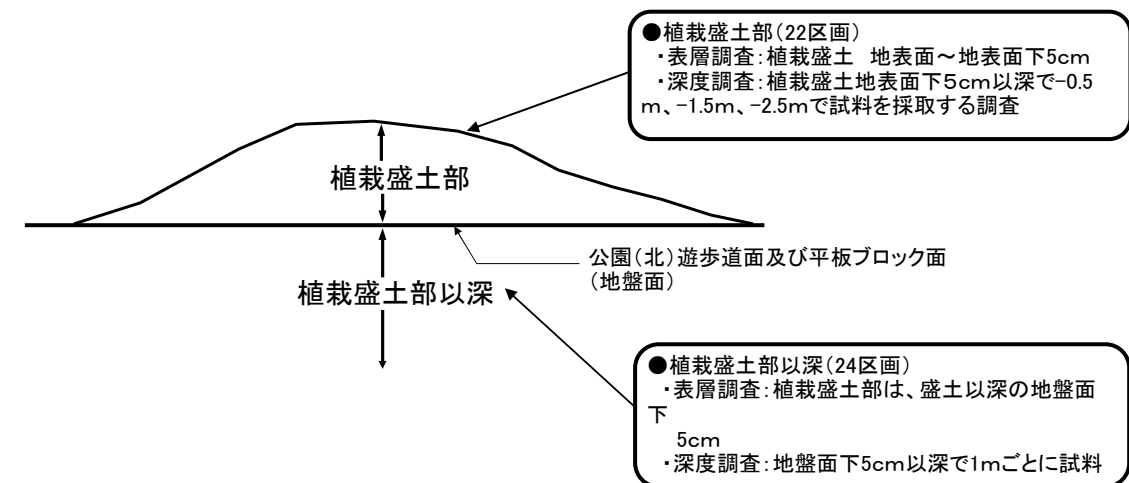 ●植栽盛土部(22区画)
・表層調査:植栽盛土　地表面～地表面下5cm
・深度調査:植栽盛土地表面下５cm以深で-0.5
m、-1.5m、-2.5mで試料を採取する調査
植栽盛土部
公園(北)遊歩道面及び平板ブロック面
(地盤面)
植栽盛土部以深
●植栽盛土部以深(24区画)
・表層調査:植栽盛土部は、盛土以深の地盤面
下
5cm
・深度調査:地盤面下5cm以深で1mごとに試料